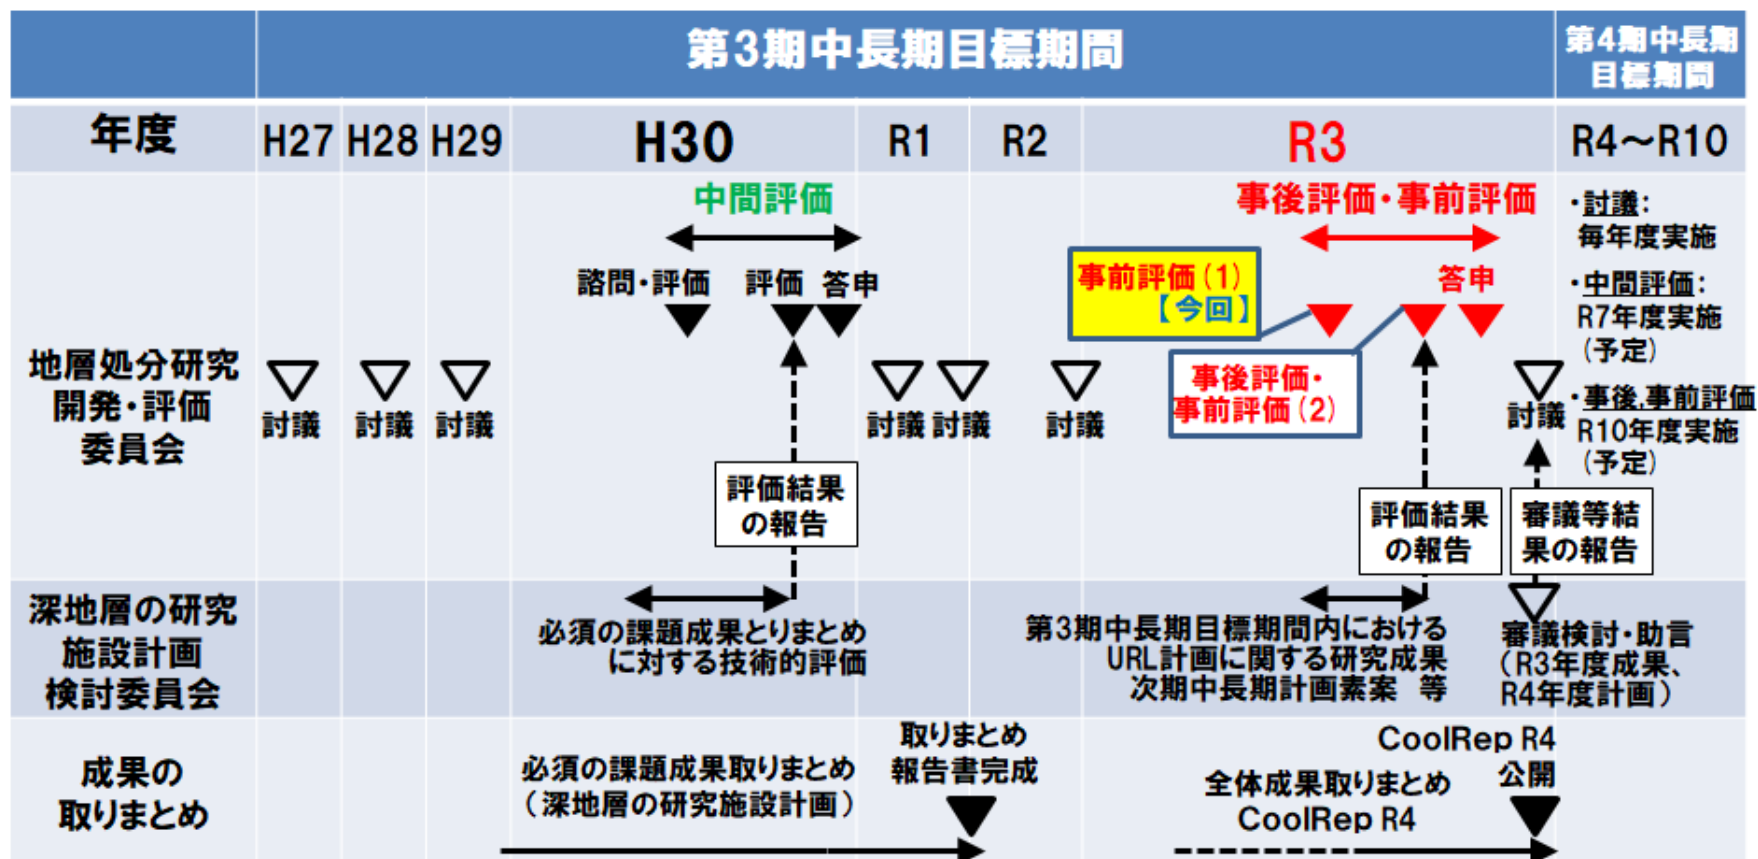 第3期中長期目標期間
第4期中長期
目標期間
年度
H27
H28
H29
H30
R1
R2
R3
R4～R10
地層処分研究
開発・評価
委員会
討議
討議
討議
中間評価
諮問・評価
評価
答申
評価結果
の報告
討議
討議
討議
事後評価・事前評価
事前評価(1)
【今回】
答申
事後評価・
事前評価(2)
評価結果
の報告
討議
審議等結
果の報告
・討議：
毎年度実施
・中間評価：
R7年度実施
(予定)
・事後,事前評価
R10年度実施
(予定)
深地層の研究
施設計画
検討委員会
必須の課題成果とりまとめ
に対する技術的評価
第3期中長期目標期間内における
URL計画に関する研究成果
次期中長期計画素案　等
審議検討・助言
(R3年度成果、
R4年度計画)
成果の
取りまとめ
必須の課題成果取りまとめ
(深地層の研究施設計画)
取りまとめ
報告書完成
全体成果取りまとめ
CoolRep R4
CoolRep R4
公開